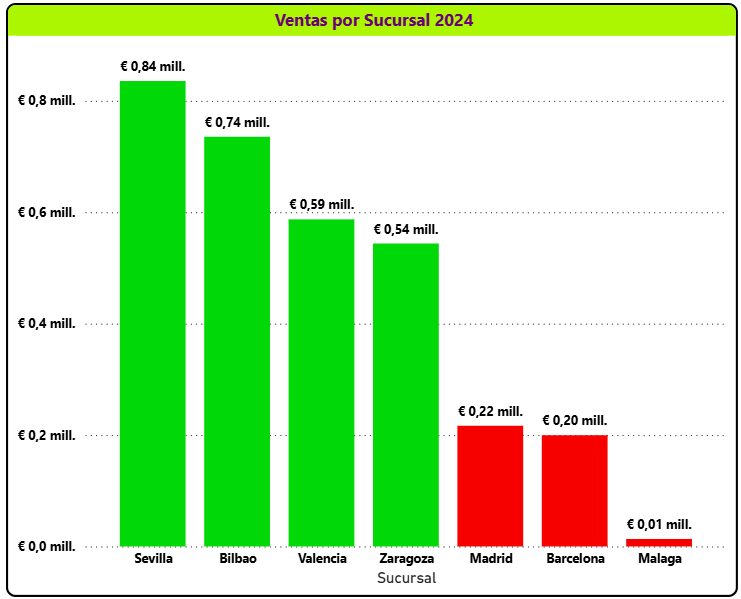 Ventas por Sucursal 2024
€ 0,84 mill.
€ 0,8 mill.
€ 0,74 mill.
€ 0,59 mill.
€ 0,6 mill.
€ 0,54 mill.
€ 0,4 mill.
€ 0,22 mill.
€ 0,20 mill.
€ 0,2 mill.
€ 0,01 mill.
€ 0,0 mill.
Sevilla Bilbao Valencia Zaragoza Madrid Barcelona Malaga
Sucursal